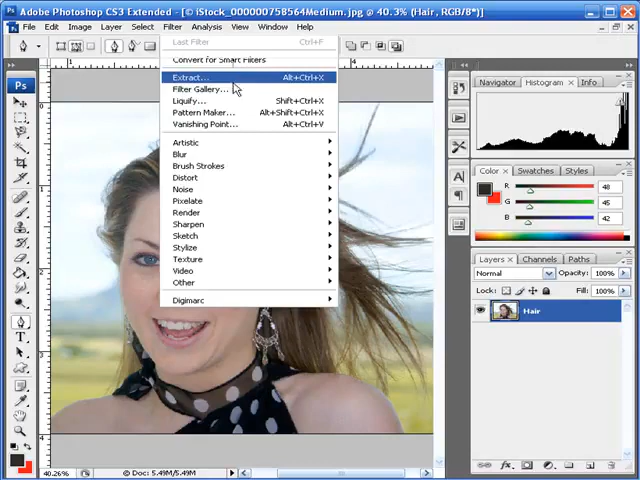 Adobe Photoshop CS3 Extended - [© iStock_000000758564Medium.jpg @ 40.3% (Hair, RGB/8*)]
File Edit Image Layer Select Filter Analysis View Window Help
Last Filter Ctrl+F
Convert for Smart Filters
Extract... Alt+Ctrl+X
Filter Gallery...
Liquify... Shift+Ctrl+X
Pattern Maker... Alt+Shift+Ctrl+X
Vanishing Point... Alt+Ctrl+V
Artistic
Blur
Brush Strokes
Distort
Noise
Pixelate
Render
Sharpen
Sketch
Stylize
Texture
Video
Other
Digimarc
Ps
Navigator Histogram Info
Color Swatches Styles
R 48
G 45
B 42
Layers Channels Paths
Normal Opacity: 100%
Lock: Fill: 100%
Hair
40.26% Doc: 5.49M/5.49M